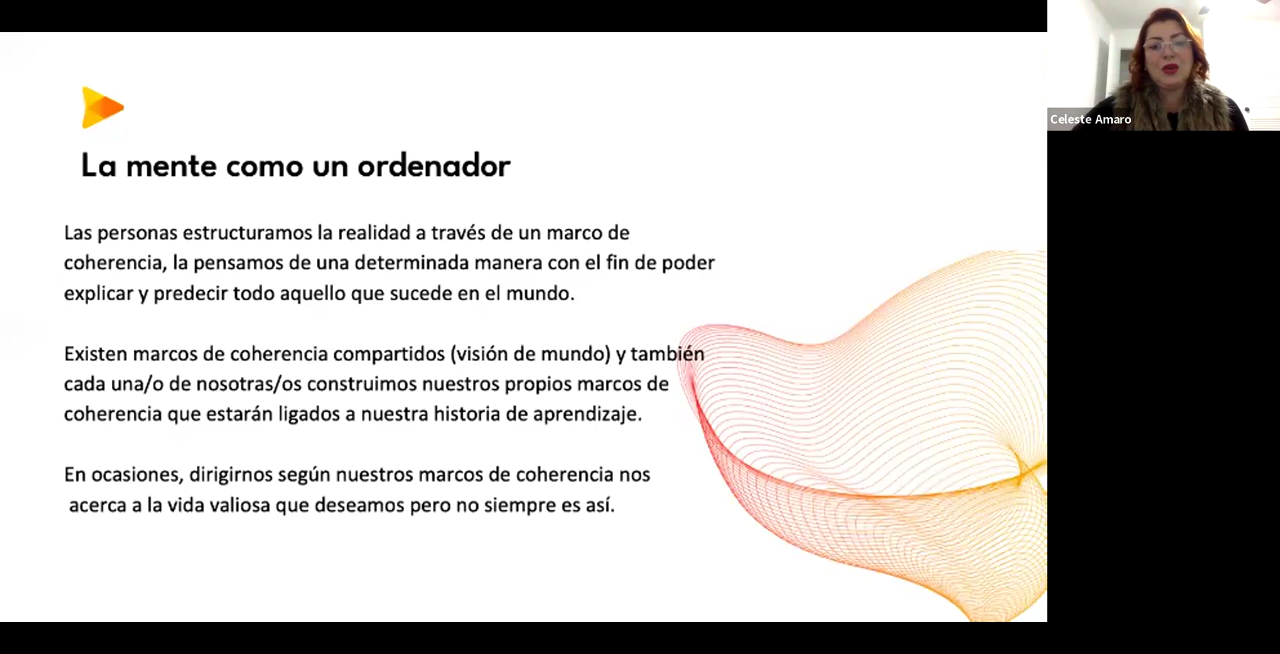 La mente como un ordenador
Las personas estructuramos la realidad a través de un marco de
coherencia, la pensamos de una determinada manera con el fin de poder
explicar y predecir todo aquello que sucede en el mundo.
Existen marcos de coherencia compartidos (visión de mundo) y también
cada una/o de nosotras/os construimos nuestros propios marcos de
coherencia que estarán ligados a nuestra historia de aprendizaje.
En ocasiones, dirigirnos según nuestros marcos de coherencia nos
acerca a la vida valiosa que deseamos pero no siempre es así.
Celeste Amaro